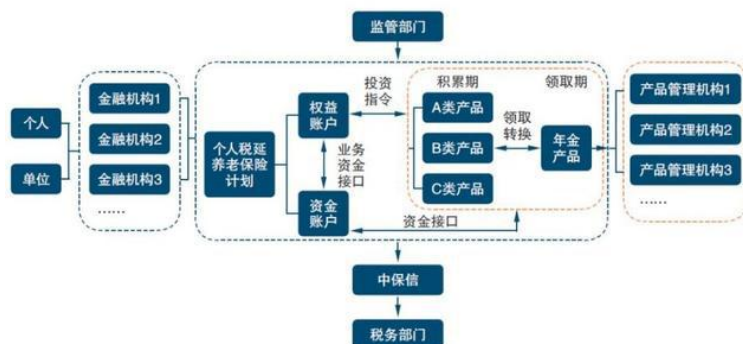 监管部门
个人
单位
金融机构1
金融机构2
金融机构3
……
个人税延
养老保险
计划
权益
账户
业务
资金
接口
资金
账户
投资
指令
积累期
领取期
A类产品
B类产品
C类产品
领取
转换
年金
产品
资金接口
产品管理机构1
产品管理机构2
产品管理机构3
……
中保信
税务部门